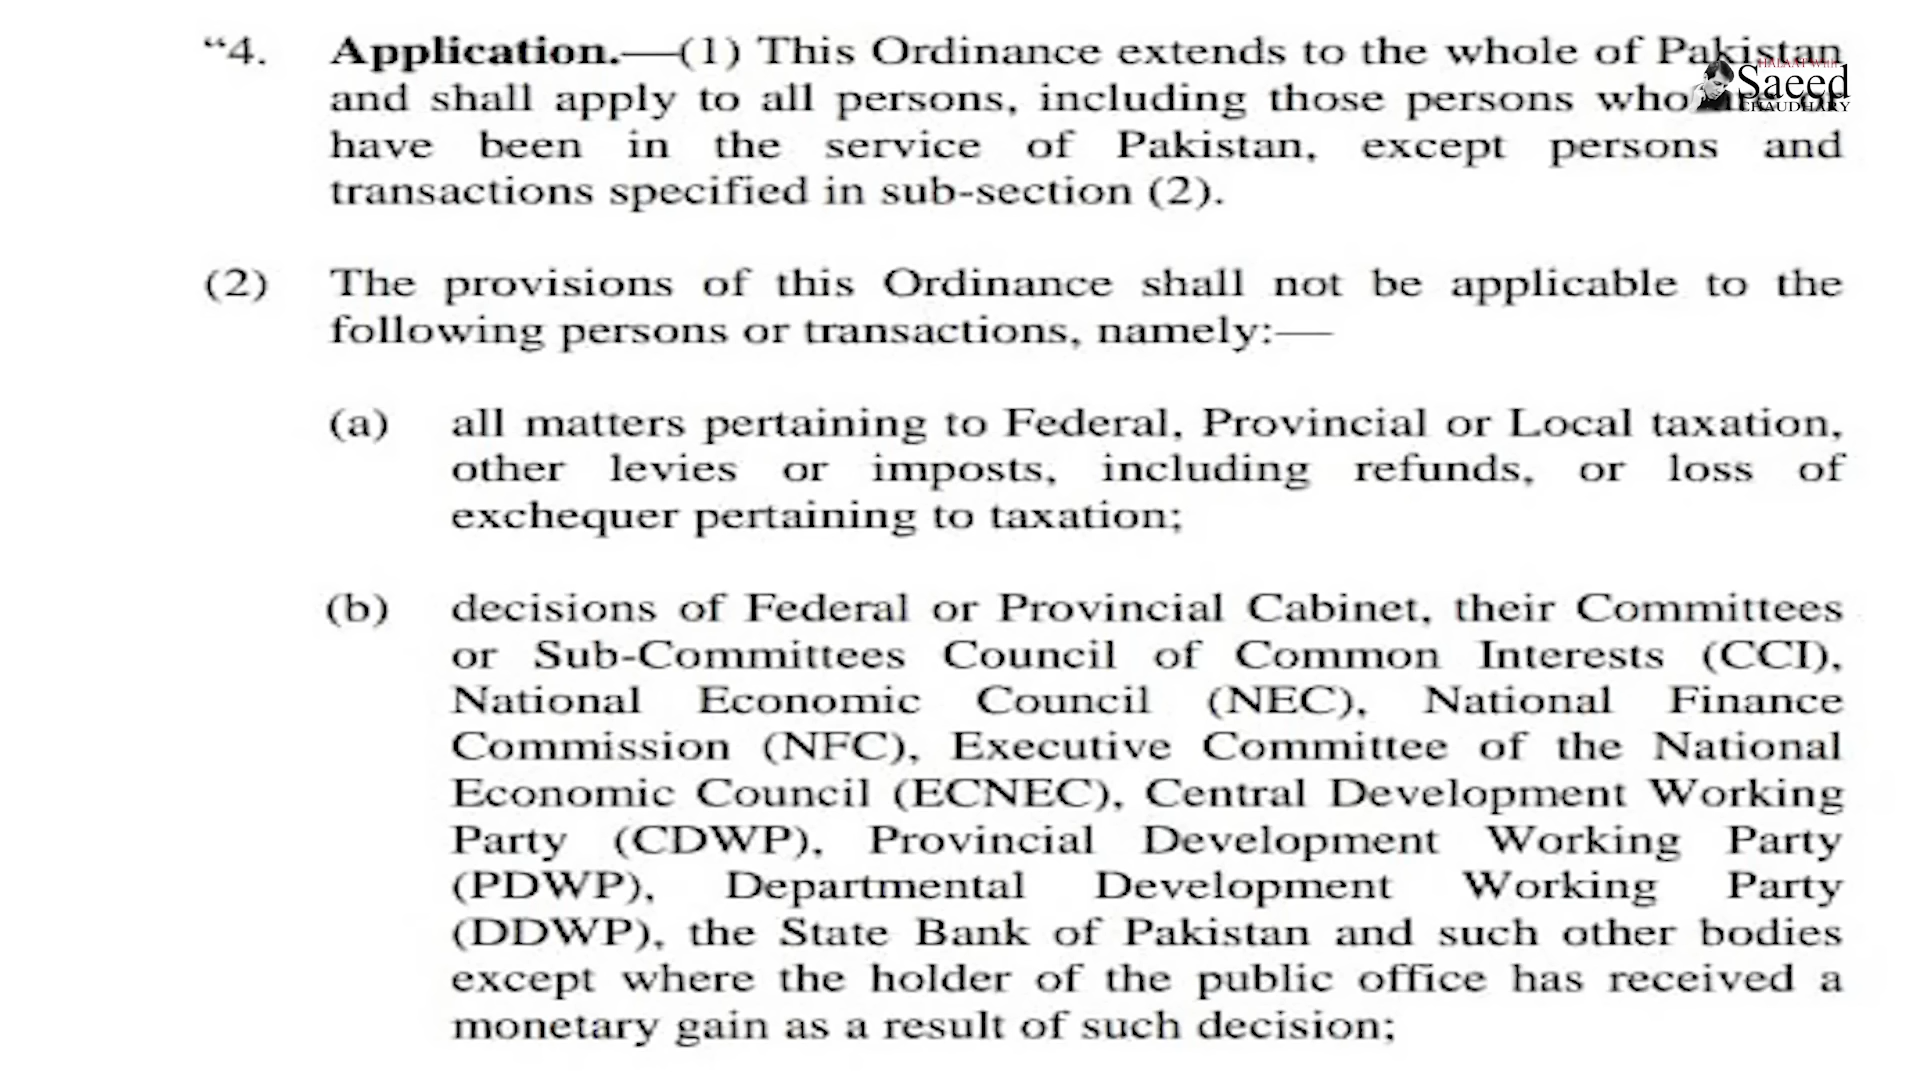 “4. Application.—(1) This Ordinance extends to the whole of Pakistan
and shall apply to all persons, including those persons who
have been in the service of Pakistan, except persons and
transactions specified in sub-section (2).
(2) The provisions of this Ordinance shall not be applicable to the
following persons or transactions, namely:—
(a) all matters pertaining to Federal, Provincial or Local taxation,
other levies or imposts, including refunds, or loss of
exchequer pertaining to taxation;
(b) decisions of Federal or Provincial Cabinet, their Committees
or Sub-Committees Council of Common Interests (CCI),
National Economic Council (NEC), National Finance
Commission (NFC), Executive Committee of the National
Economic Council (ECNEC), Central Development Working
Party (CDWP), Provincial Development Working Party
(PDWP), Departmental Development Working Party
(DDWP), the State Bank of Pakistan and such other bodies
except where the holder of the public office has received a
monetary gain as a result of such decision;
Saeed
CHAUDHARY